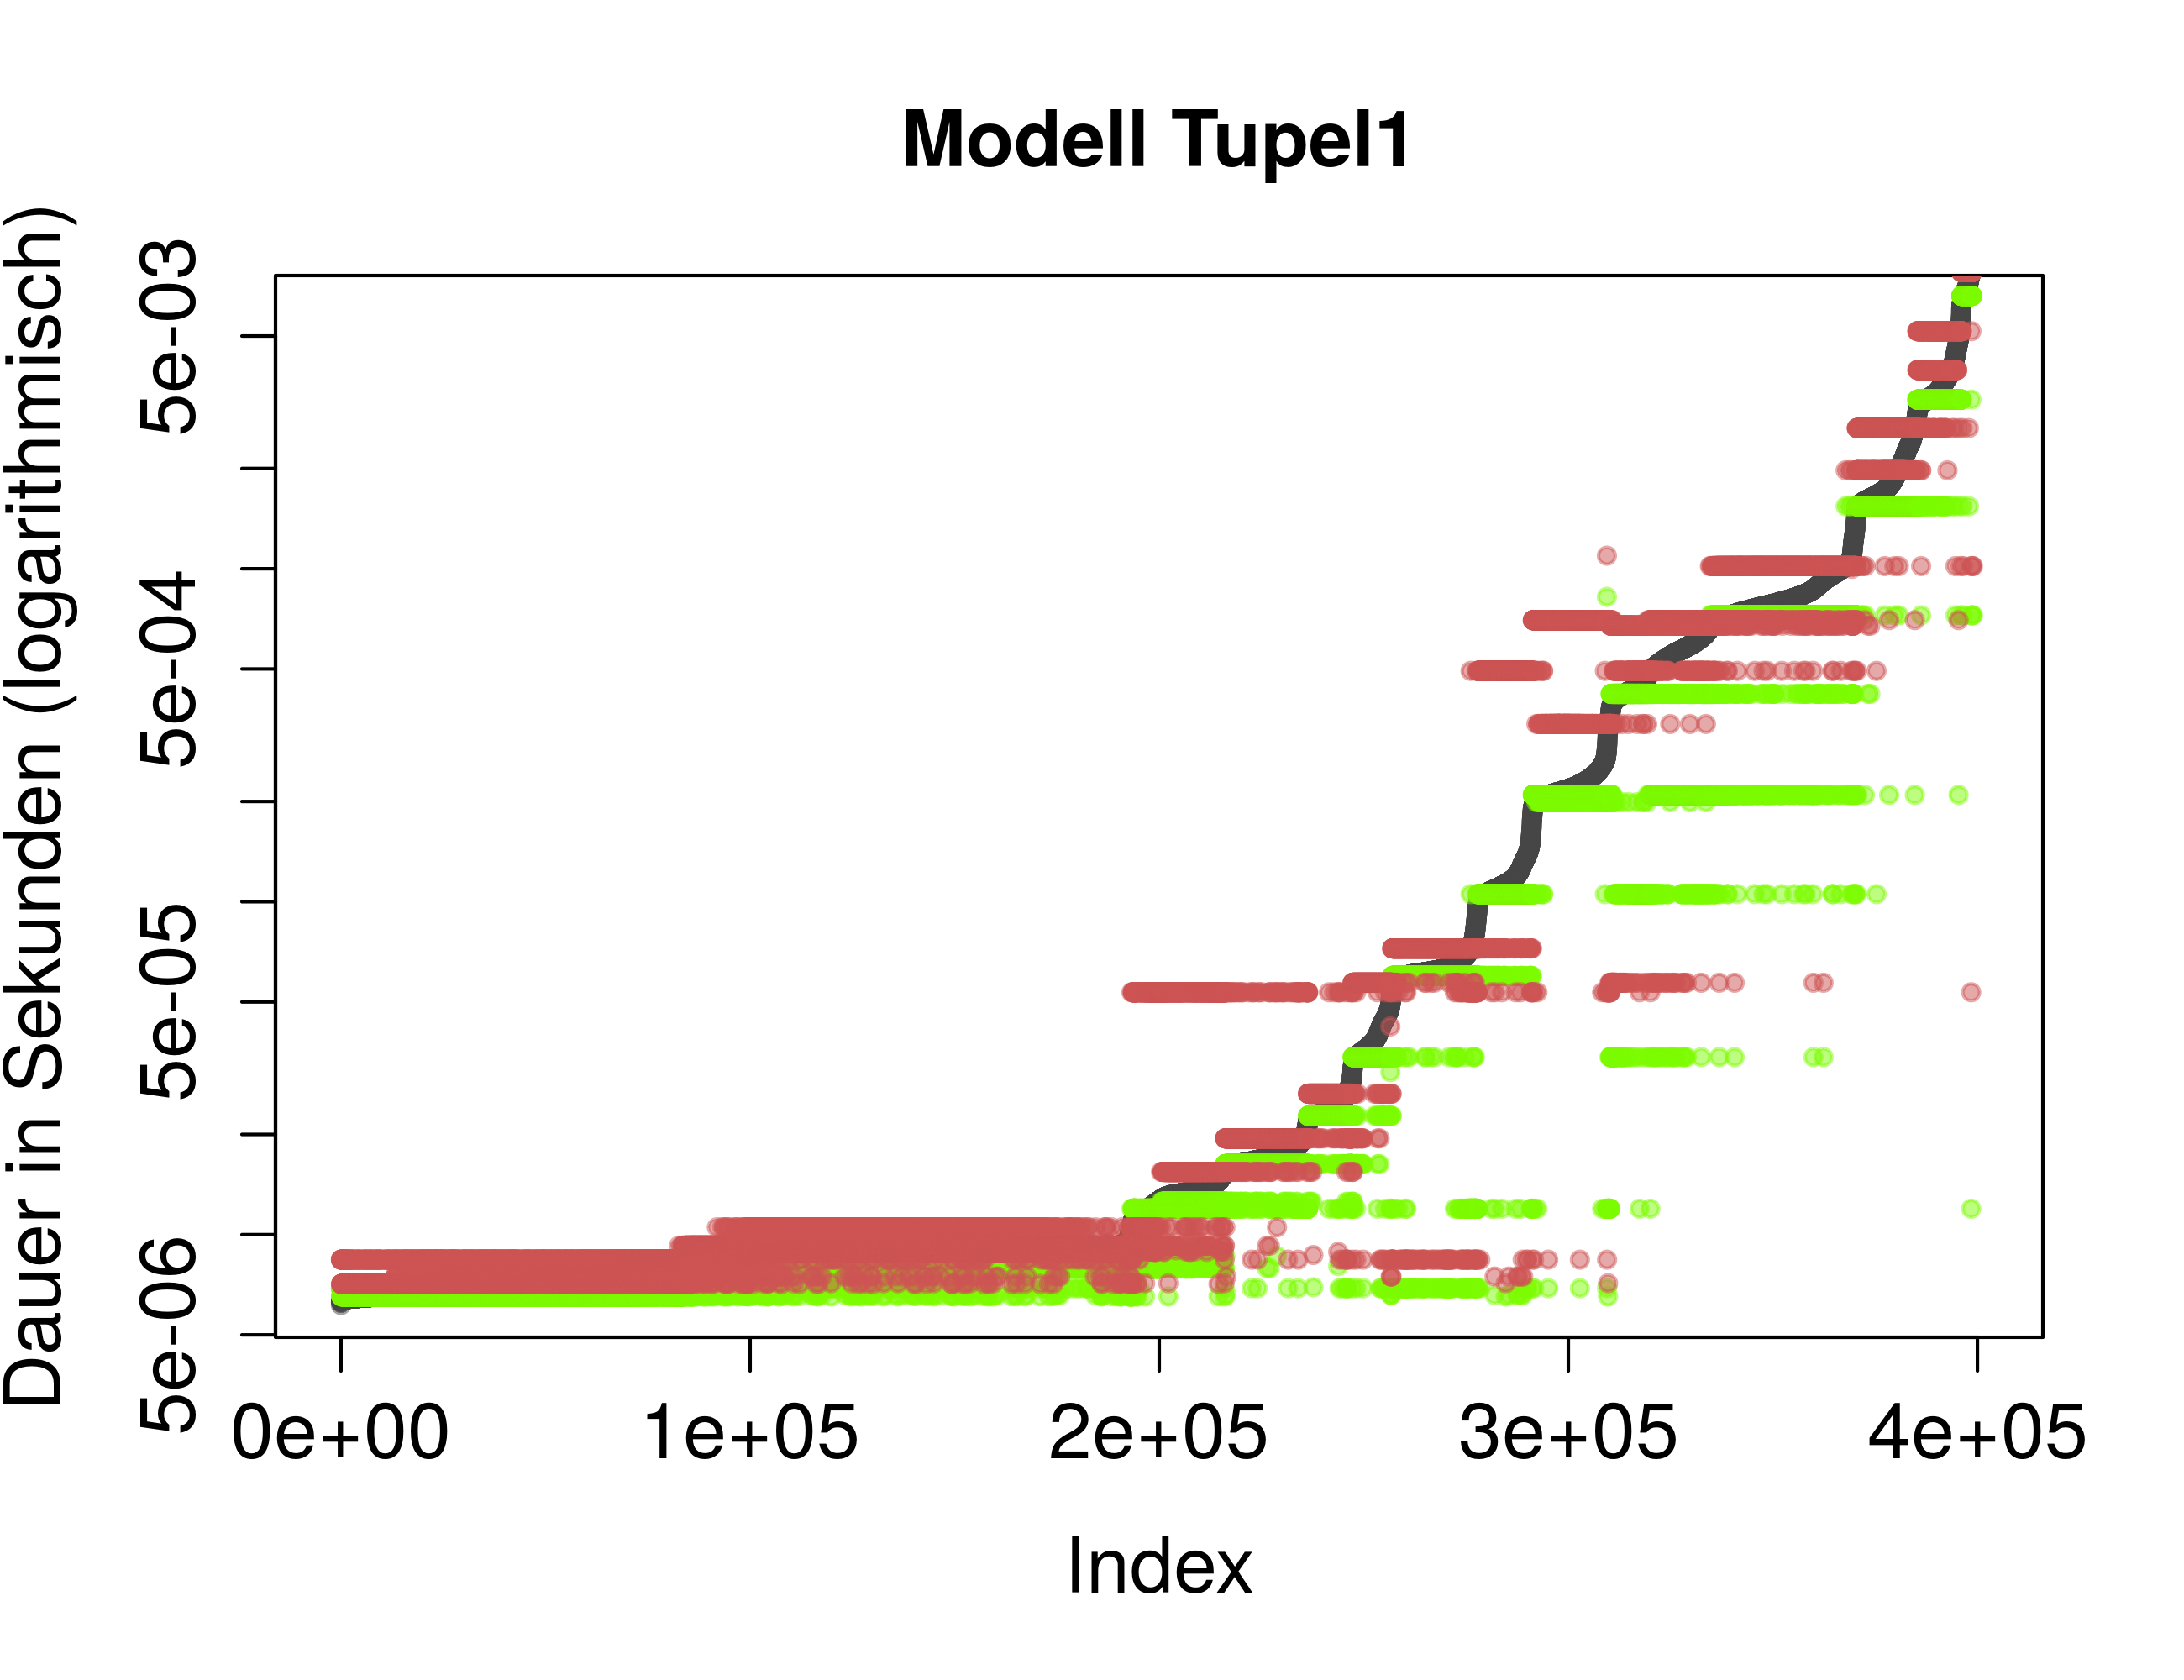 Modell Tupel1
Dauer in Sekunden (logarithmisch)
5e-03
5e-04
5e-05
5e-06
0e+00 1e+05 2e+05 3e+05 4e+05
Index